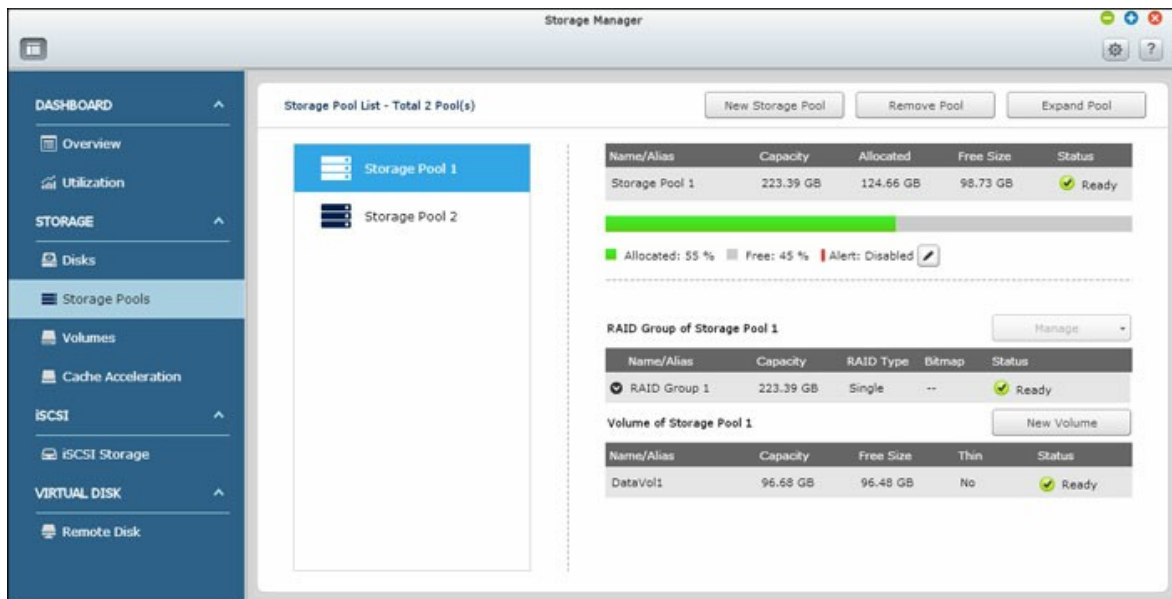 Storage Manager
?
DASHBOARD
Overview
Utilization
STORAGE
Disks
Storage Pools
Volumes
Cache Acceleration
iSCSI
iSCSI Storage
VIRTUAL DISK
Remote Disk
Storage Pool List - Total 2 Pool(s)
New Storage Pool
Remove Pool
Expand Pool
Storage Pool 1
Storage Pool 2
Name/Alias Capacity Allocated Free Size Status
Storage Pool 1 223.39 GB 124.66 GB 98.73 GB Ready
Allocated: 55 % Free: 45 % Alert: Disabled
RAID Group of Storage Pool 1
Manage
Name/Alias Capacity RAID Type Bitmap Status
RAID Group 1 223.39 GB Single -- Ready
Volume of Storage Pool 1
New Volume
Name/Alias Capacity Free Size Thin Status
DataVol1 96.68 GB 96.48 GB No Ready